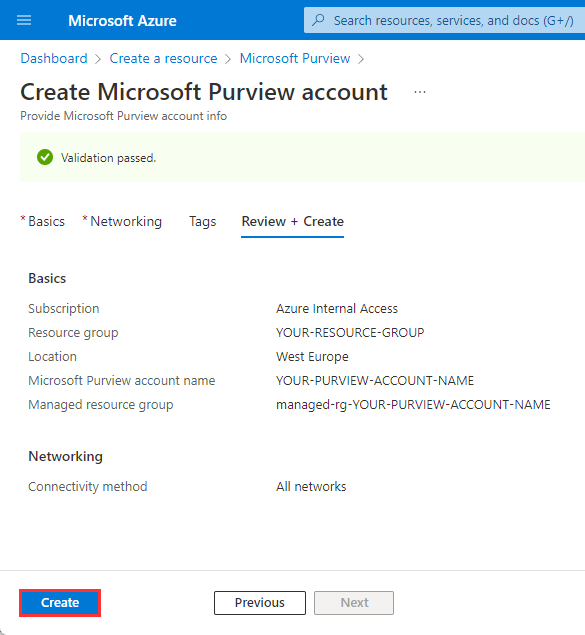 Microsoft Azure
Search resources, services, and docs (G+/)
Dashboard > Create a resource > Microsoft Purview >
Create Microsoft Purview account ...
Provide Microsoft Purview account info
Validation passed.
* Basics * Networking Tags Review + Create
Basics
Subscription Azure Internal Access
Resource group YOUR-RESOURCE-GROUP
Location West Europe
Microsoft Purview account name YOUR-PURVIEW-ACCOUNT-NAME
Managed resource group managed-rg-YOUR-PURVIEW-ACCOUNT-NAME
Networking
Connectivity method All networks
Create Previous Next